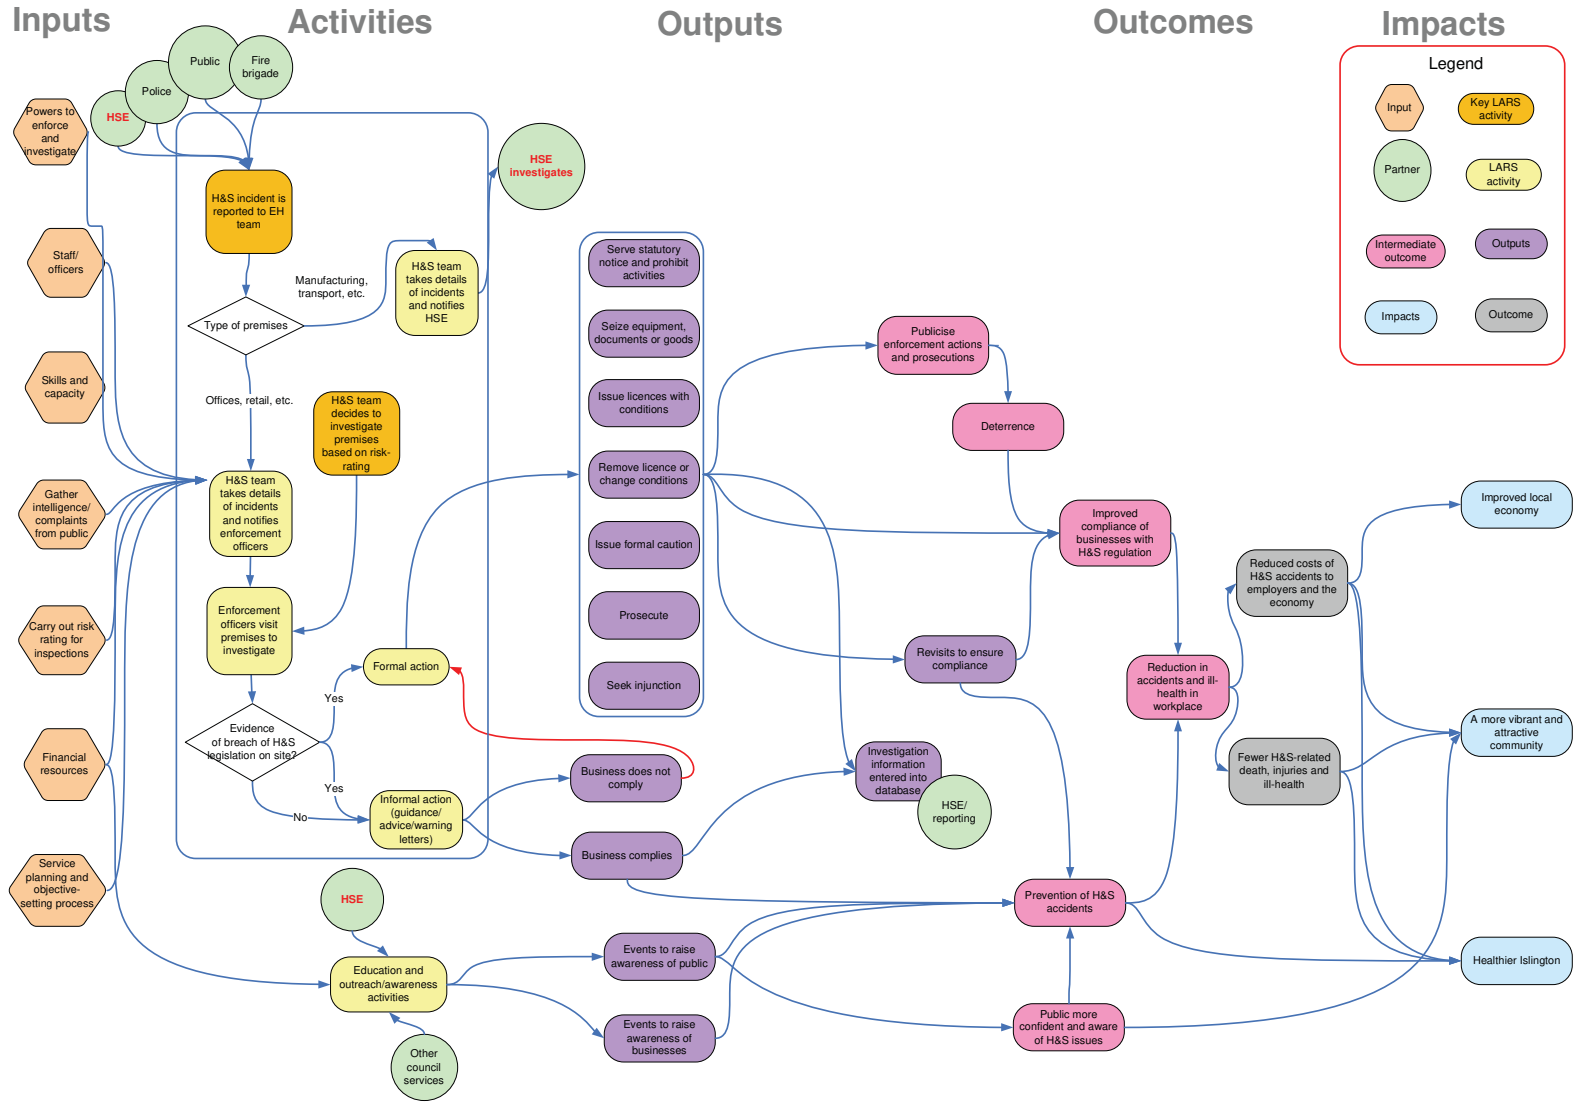 Inputs
Activities
Outputs
Outcomes
Impacts
Powers to
enforce
and
investigate
Staff/
officers
Skills and
capacity
Gather
intelligence/
complaints
from public
Carry out risk
rating for
inspections
Financial
resources
Service
planning and
objective-
setting process
HSE
Police
Public
Fire
brigade
H&S incident is
reported to EH
team
Type of premises
Manufacturing,
transport, etc.
H&S team
takes details
of incidents
and notifies
HSE
HSE
investigates
Offices, retail, etc.
H&S team
decides to
investigate
premises
based on risk-
rating
H&S team
takes details
of incidents
and notifies
enforcement
officers
Enforcement
officers visit
premises to
investigate
Formal action
Yes
Evidence
of breach of H&S
legislation on site?
Yes
No
Informal action
(guidance/
advice/warning
letters)
HSE
Education and
outreach/awareness
activities
Other
council
services
Serve statutory
notice and prohibit
activities
Seize equipment,
documents or goods
Issue licences with
conditions
Remove licence or
change conditions
Issue formal caution
Prosecute
Seek injunction
Business does not
comply
Business complies
Events to raise
awareness of public
Events to raise
awareness of
businesses
Publicise
enforcement actions
and prosecutions
Deterrence
Improved
compliance of
businesses with
H&S regulation
Revisits to ensure
compliance
Investigation
information
entered into
database
HSE/
reporting
Prevention of H&S
accidents
Public more
confident and aware
of H&S issues
Reduction in
accidents and ill-
health in
workplace
Reduced costs of
H&S accidents to
employers and the
economy
Fewer H&S-related
death, injuries and
ill-health
Improved local
economy
A more vibrant and
attractive
community
Healthier Islington
Legend
Input
Key LARS
activity
Partner
LARS
activity
Intermediate
outcome
Outputs
Impacts
Outcome